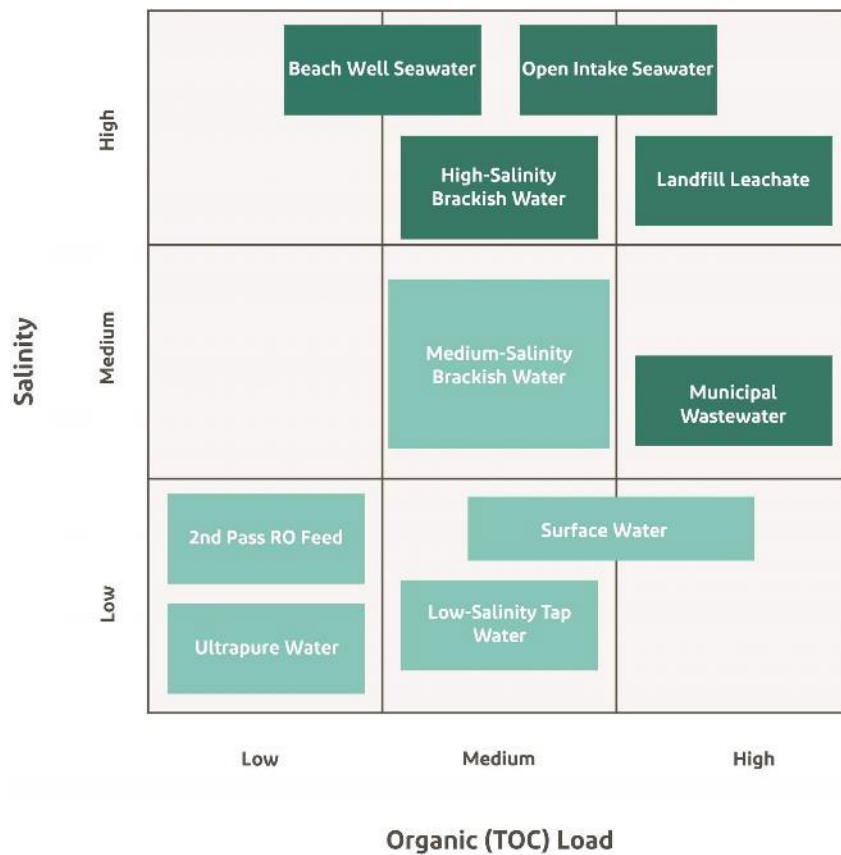 Beach Well Seawater
Open Intake Seawater
High
High-Salinity
Brackish Water
Landfill Leachate
Salinity
Medium
Medium-Salinity
Brackish Water
Municipal
Wastewater
Low
2nd Pass RO Feed
Surface Water
Low-Salinity Tap
Water
Ultrapure Water
Low
Medium
High
Organic (TOC) Load